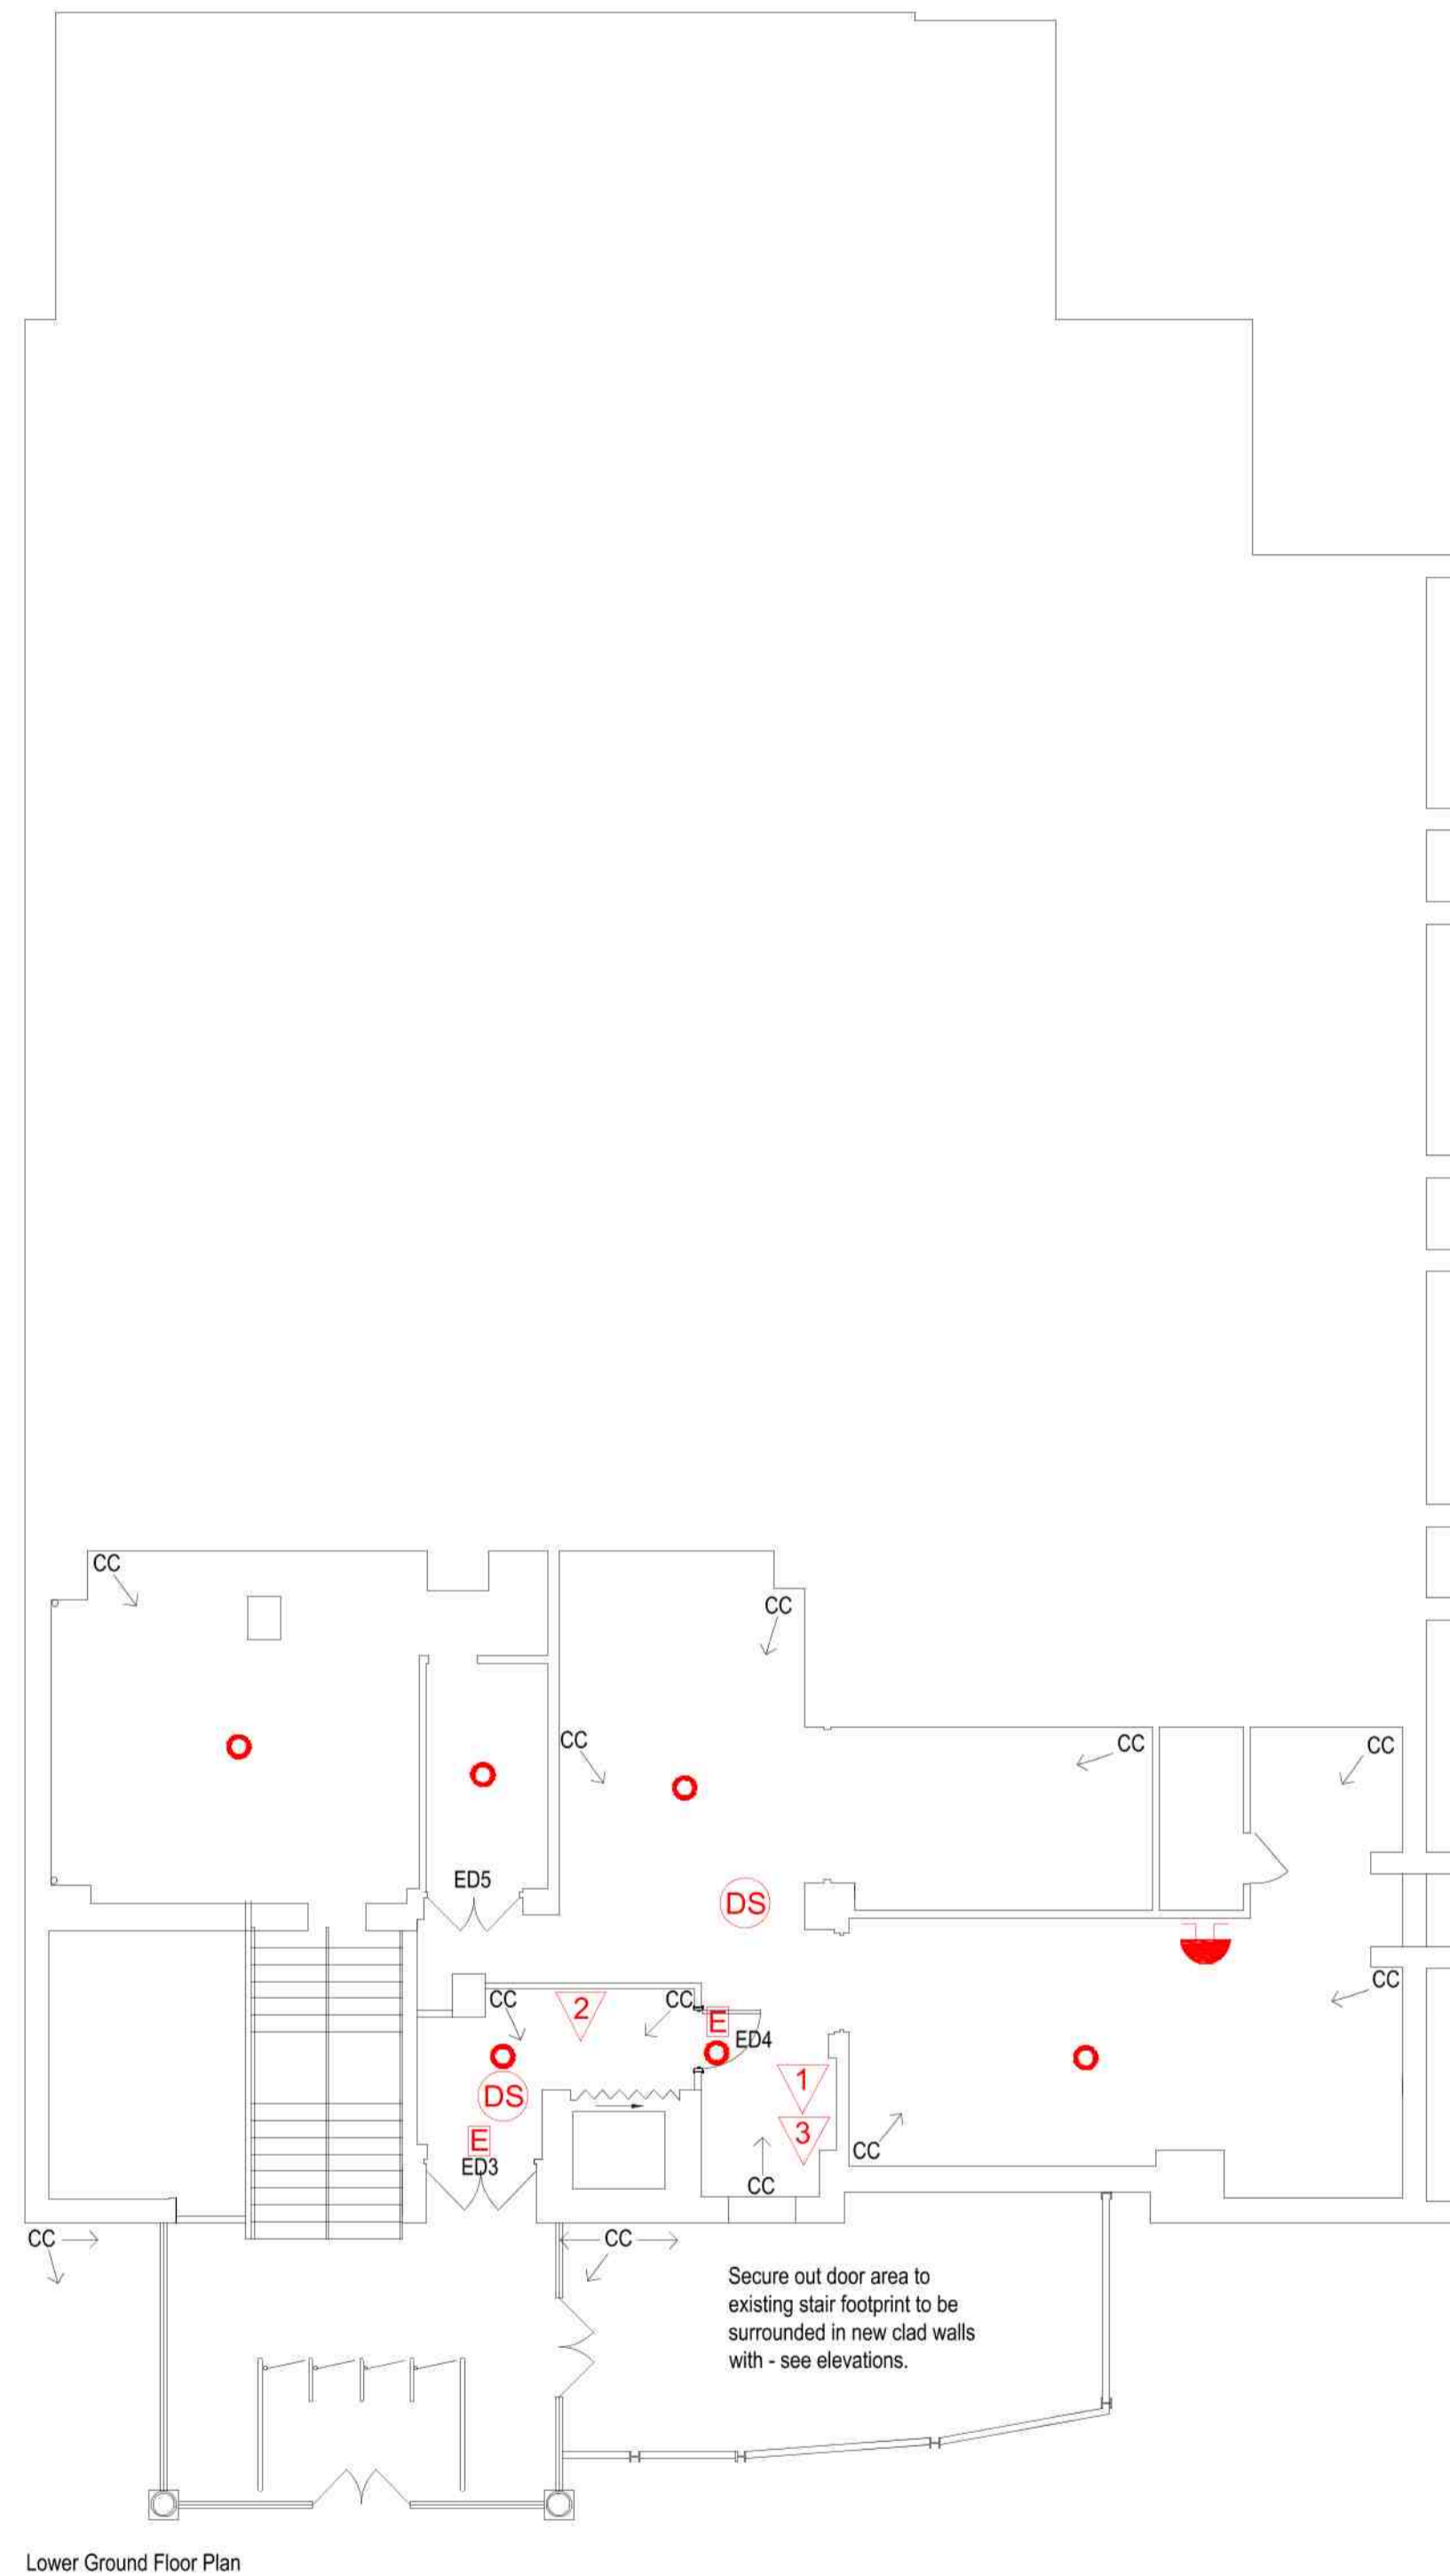 CC
CC
CC
CC
CC
ED5
DS
CC
CC
2
CC
E
ED4
DS
1
E
3
ED3
CC
CC
CC
CC
Secure out door area to
existing stair footprint to be
surrounded in new clad walls
with - see elevations.
Lower Ground Floor Plan